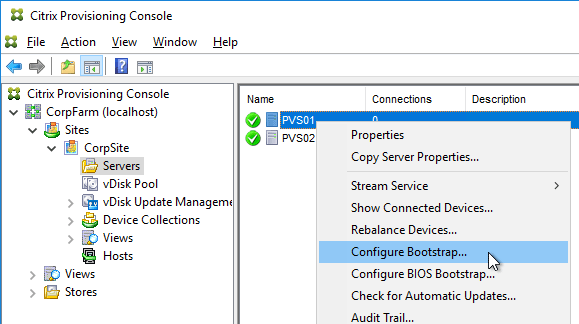 Citrix Provisioning Console
File Action View Window Help
Citrix Provisioning Console
CorpFarm (localhost)
Sites
CorpSite
Servers
vDisk Pool
vDisk Update Manageme
Device Collections
Views
Hosts
Views
Stores
Name Connections Description
PVS01 0
PVS02
Properties
Copy Server Properties...
Stream Service
Show Connected Devices...
Rebalance Devices...
Configure Bootstrap...
Configure BIOS Bootstrap...
Check for Automatic Updates...
Audit Trail...